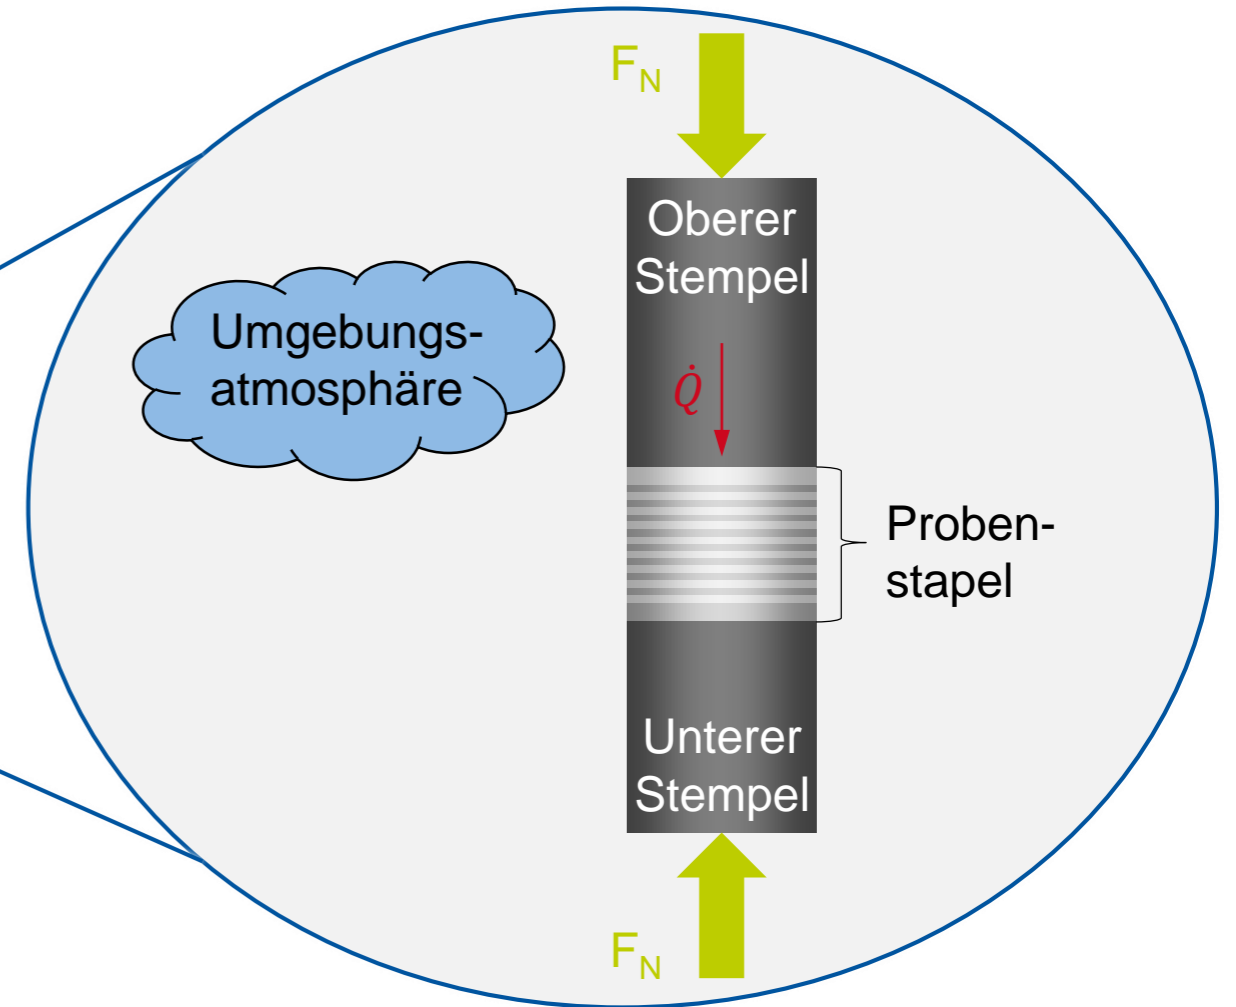 F_N
Oberer
Stempel
Umgebungs-
atmosphäre
Q̇
Proben-
stapel
Unterer
Stempel
F_N